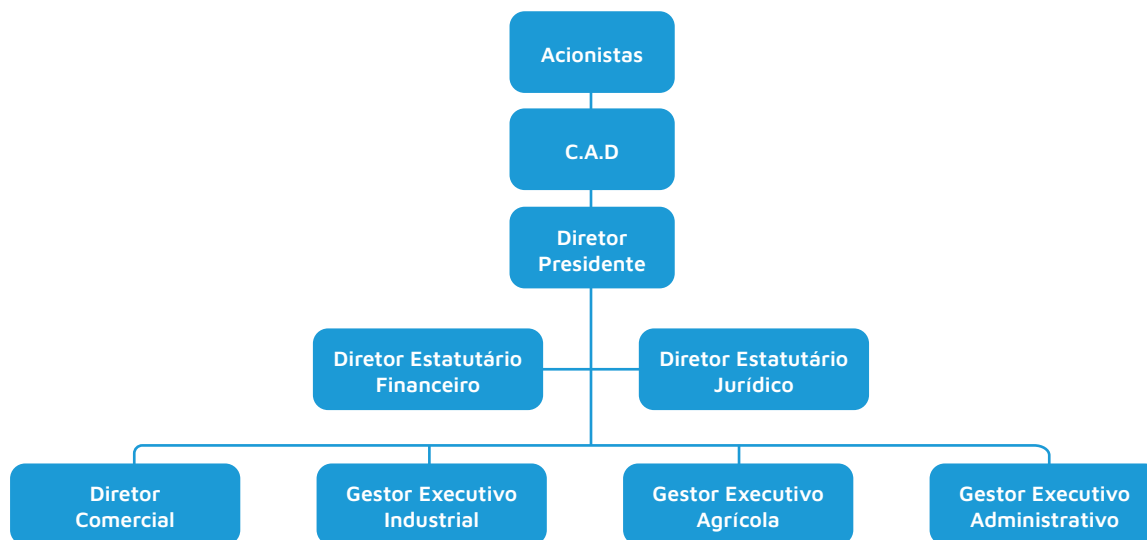 Acionistas
C.A.D
Diretor
Presidente
Diretor Estatutário
Financeiro
Diretor Estatutário
Jurídico
Diretor
Comercial
Gestor Executivo
Industrial
Gestor Executivo
Agrícola
Gestor Executivo
Administrativo